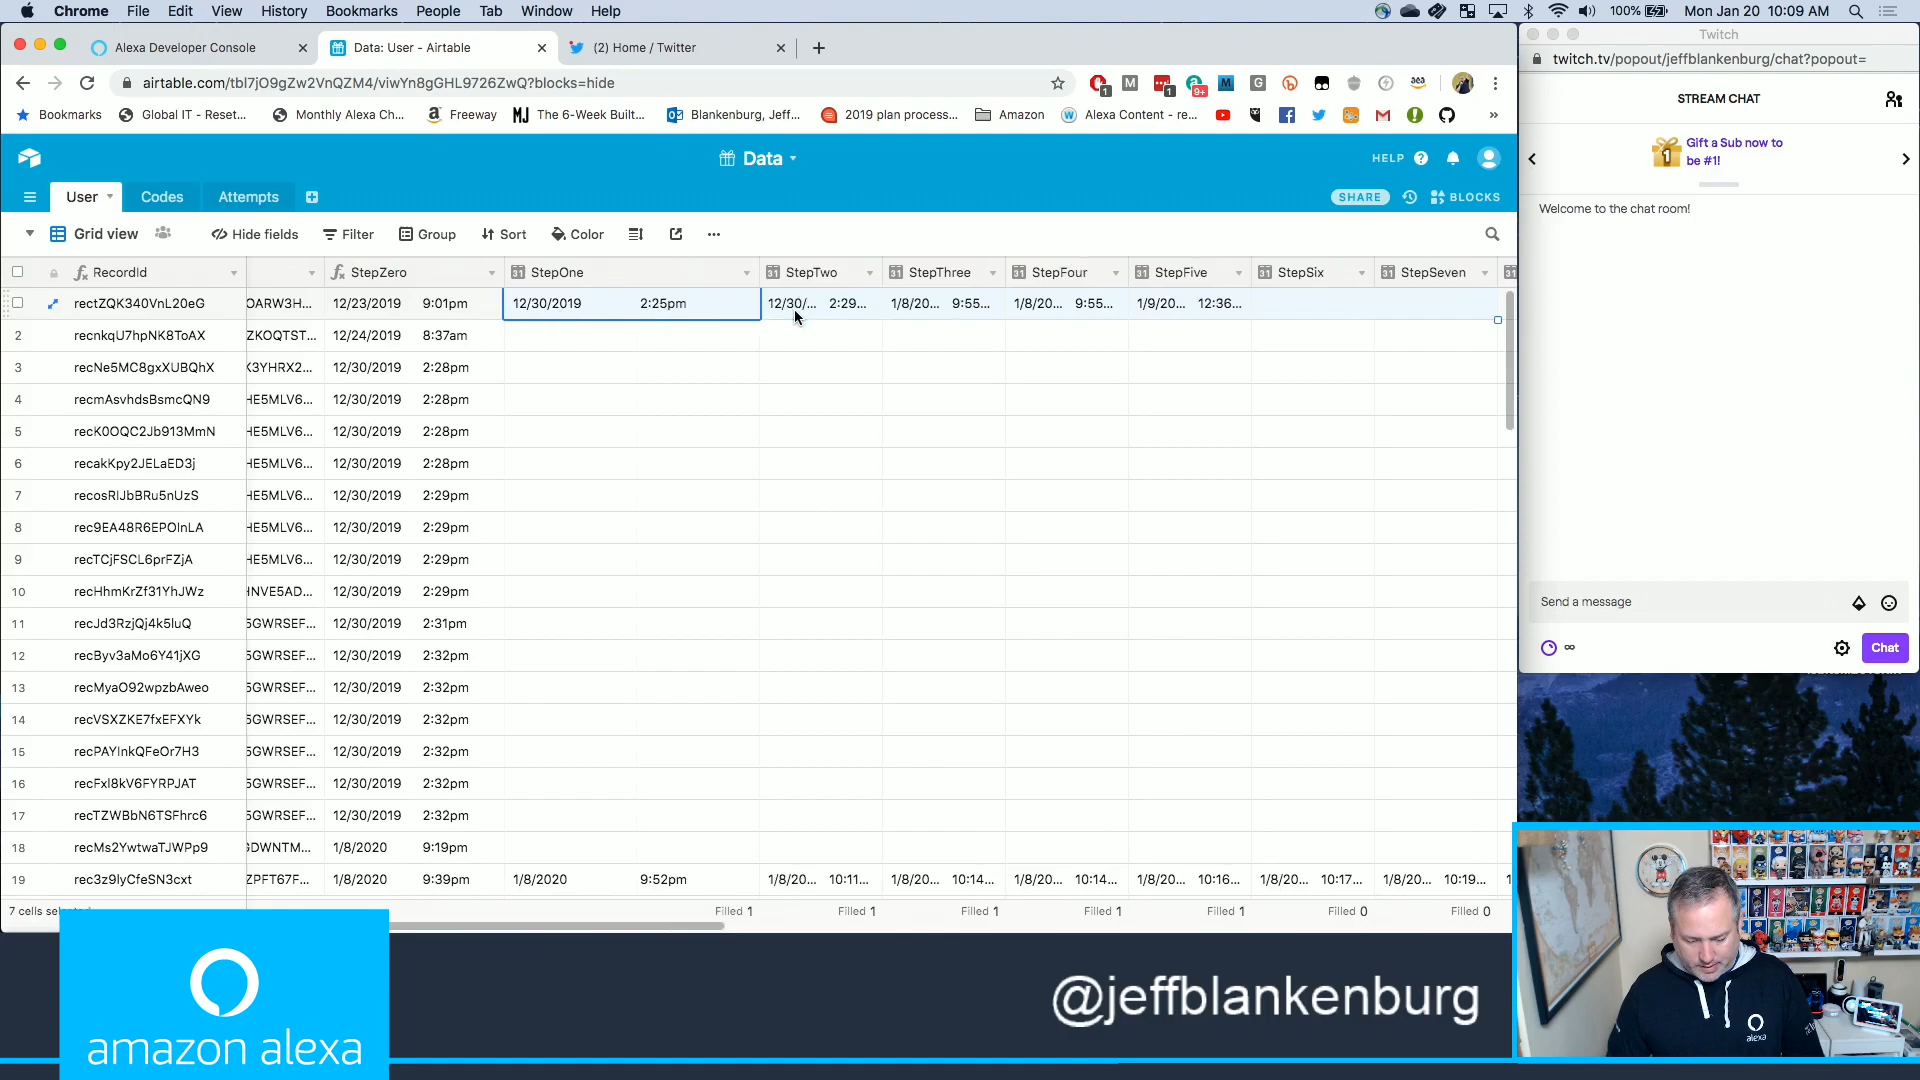 Chrome File Edit View History Bookmarks People Tab Window Help
100% Mon Jan 20 10:09 AM
Alexa Developer Console
Data: User - Airtable
(2) Home / Twitter
airtable.com/tbl7jO9gZw2VnQZM4/viwYn8gGHL9726ZwQ?blocks=hide
Bookmarks Global IT - Reset... Monthly Alexa Ch... Freeway The 6-Week Built... Blankenburg, Jeff... 2019 plan process... Amazon Alexa Content - re...
Data
HELP
User Codes Attempts
SHARE BLOCKS
Grid view Hide fields Filter Group Sort Color
RecordId StepZero StepOne StepTwo StepThree StepFour StepFive StepSix StepSeven
rectZQK340VnL20eG OARW3H... 12/23/2019 9:01pm 12/30/2019 2:25pm 12/30/... 2:29... 1/8/20... 9:55... 1/8/20... 9:55... 1/9/20... 12:36...
2 recnkqU7hpNK8ToAX ZKOQTST... 12/24/2019 8:37am
3 recNe5MC8gxXUBQhX K3YHRX2... 12/30/2019 2:28pm
4 recmAsvhdsBsmcQN9 HE5MLV6... 12/30/2019 2:28pm
5 recK0OQC2Jb913MmN HE5MLV6... 12/30/2019 2:28pm
6 recakKpy2JELaED3j HE5MLV6... 12/30/2019 2:28pm
7 recosRlJbBRu5nUzS HE5MLV6... 12/30/2019 2:29pm
8 rec9EA48R6EPOlnLA HE5MLV6... 12/30/2019 2:29pm
9 recTCjFSCL6prFZjA HE5MLV6... 12/30/2019 2:29pm
10 recHhmKrZf31YhJWz NVE5AD... 12/30/2019 2:29pm
11 recJd3RzjQj4k5luQ 5GWRSEF... 12/30/2019 2:31pm
12 recByv3aMo6Y41jXG 5GWRSEF... 12/30/2019 2:32pm
13 recMyaO92wpzbAweo 5GWRSEF... 12/30/2019 2:32pm
14 recVSXZKE7fxEFXYk 5GWRSEF... 12/30/2019 2:32pm
15 recPAYlnkQFeOr7H3 5GWRSEF... 12/30/2019 2:32pm
16 recFxl8kV6FYRPJAT 5GWRSEF... 12/30/2019 2:32pm
17 recTZWBbN6TSFhrc6 5GWRSEF... 12/30/2019 2:32pm
18 recMs2YwtwaTJWPp9 DWNTM... 1/8/2020 9:19pm
19 rec3z9lyCfeSN3cxt ZPFT67F... 1/8/2020 9:39pm 1/8/2020 9:52pm 1/8/20... 10:11... 1/8/20... 10:14... 1/8/20... 10:14... 1/8/20... 10:16... 1/8/20... 10:17... 1/8/20... 10:19...
7 cells Filled 1 Filled 1 Filled 1 Filled 1 Filled 1 Filled 0 Filled 0
Twitch
twitch.tv/popout/jeffblankenburg/chat?popout=
STREAM CHAT
Gift a Sub now to
be #1!
Welcome to the chat room!
Send a message
Chat
amazon alexa
@jeffblankenburg
alexa